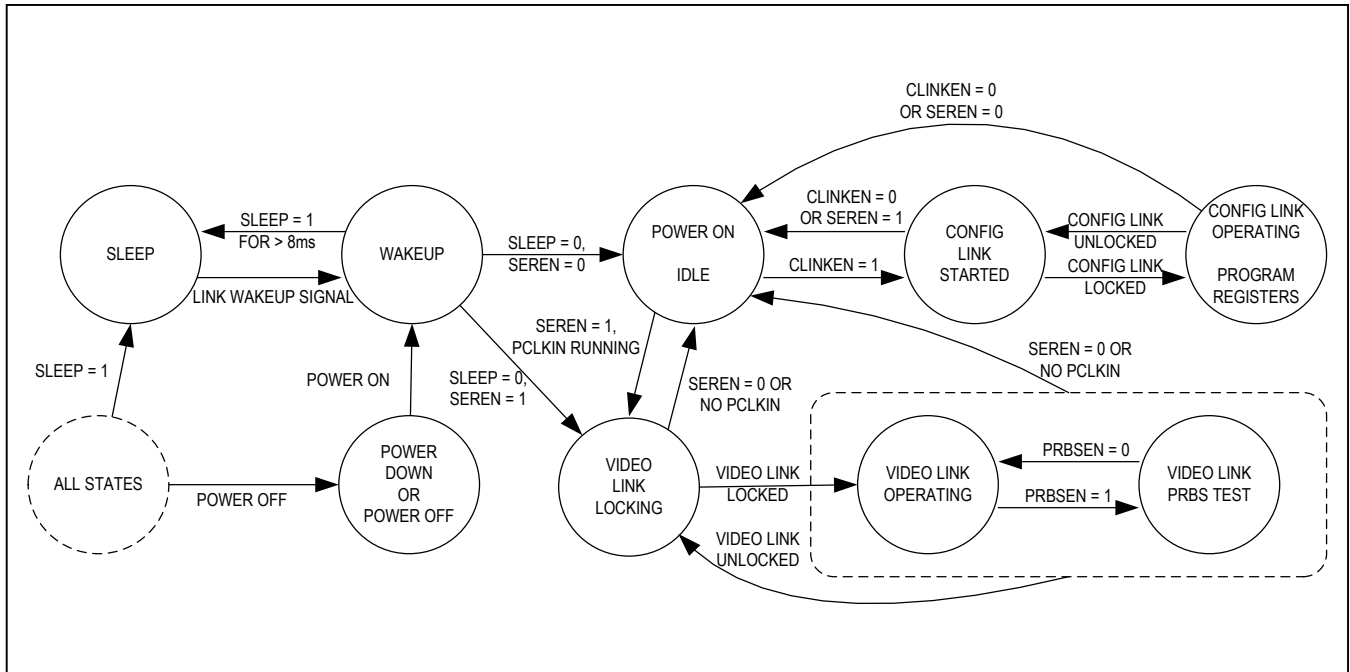 CLINKEN = 0
OR SEREN = 0
SLEEP = 1
FOR > 8ms
SLEEP
LINK WAKEUP SIGNAL
WAKEUP
SLEEP = 0,
SEREN = 0
POWER ON
IDLE
CLINKEN = 0
OR SEREN = 1
CLINKEN = 1
CONFIG
LINK
STARTED
CONFIG LINK
UNLOCKED
CONFIG LINK
LOCKED
CONFIG LINK
OPERATING
PROGRAM
REGISTERS
SLEEP = 1
POWER ON
SEREN = 1,
PCLKIN RUNNING
SLEEP = 0,
SEREN = 1
SEREN = 0 OR
NO PCLKIN
SEREN = 0 OR
NO PCLKIN
ALL STATES
POWER OFF
POWER
DOWN
OR
POWER OFF
VIDEO
LINK
LOCKING
VIDEO LINK
LOCKED
VIDEO LINK
UNLOCKED
VIDEO LINK
OPERATING
PRBSEN = 0
PRBSEN = 1
VIDEO LINK
PRBS TEST